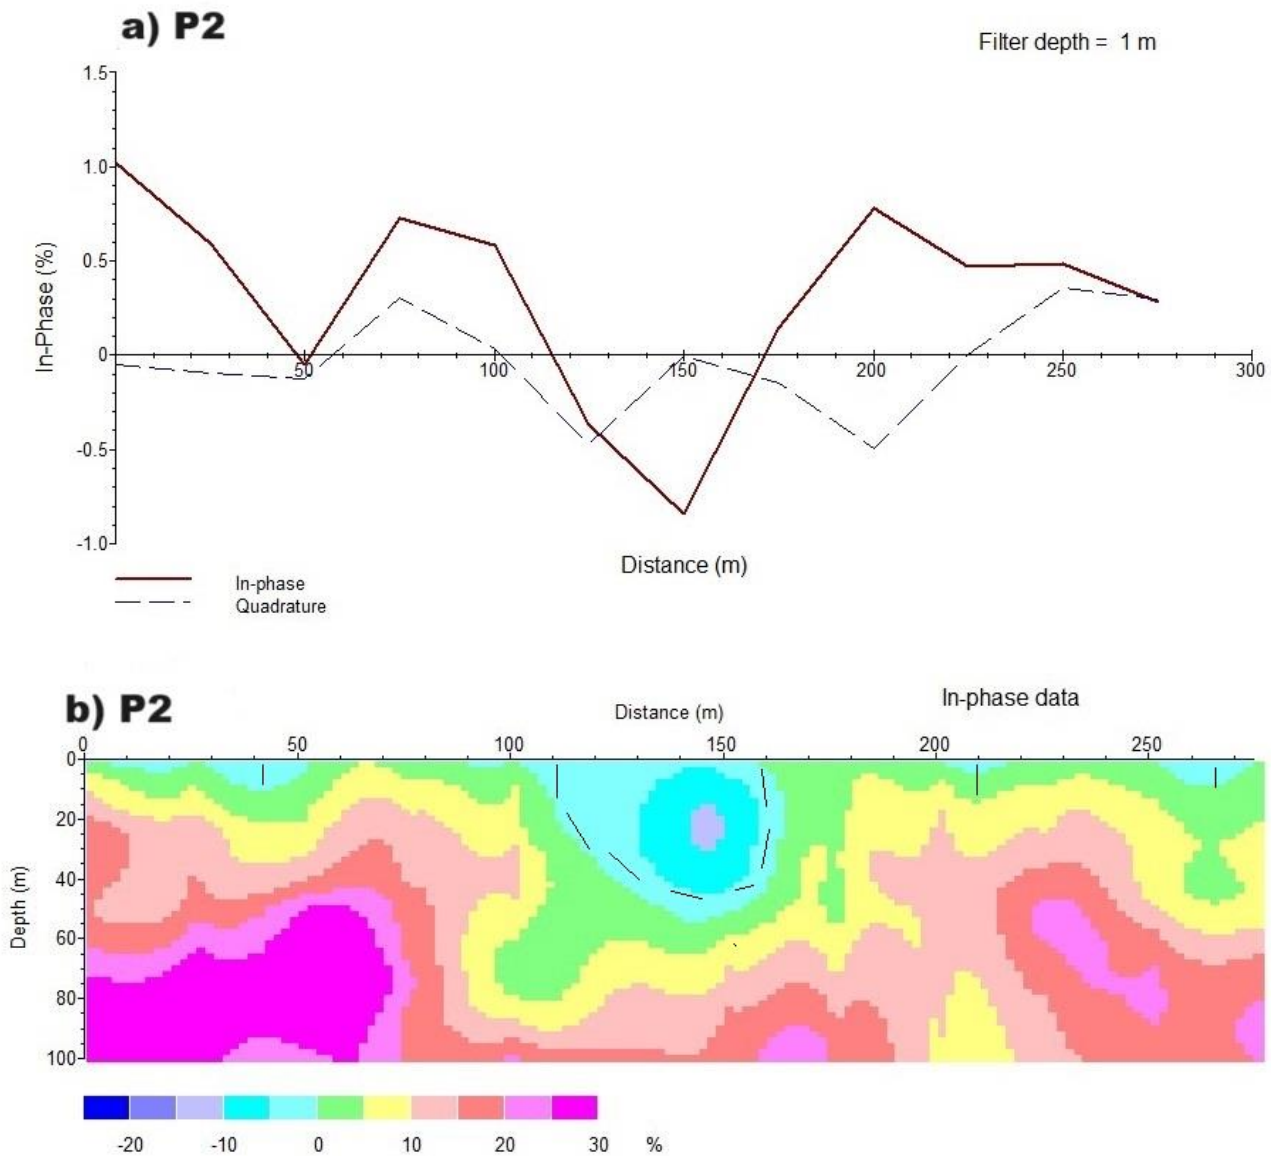 a) P2
Filter depth = 1 m
1.5
1.0
0.5
0
-0.5
-1.0
In-Phase (%)
50 100 150 200 250 300
Distance (m)
In-phase
Quadrature
b) P2
Distance (m)
In-phase data
0 50 100 150 200 250
0
20
40
60
80
100
Depth (m)
-20 -10 0 10 20 30 %